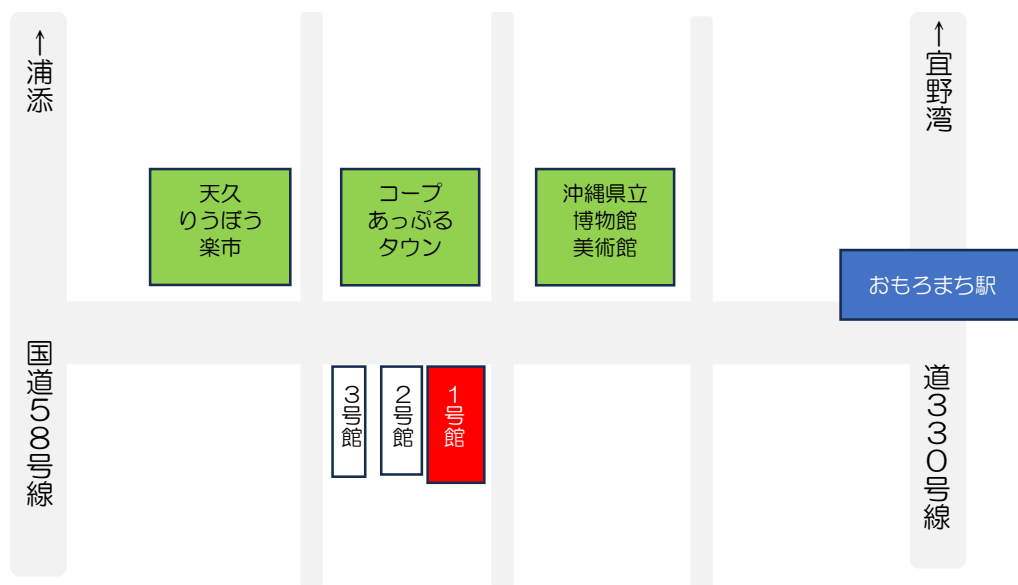 ↑浦添
↑宜野湾
天久
りうぼう
楽市
コープ
あっぷる
タウン
沖縄県立
博物館
美術館
おもろまち駅
国道58号線
3号館
2号館
1号館
道330号線